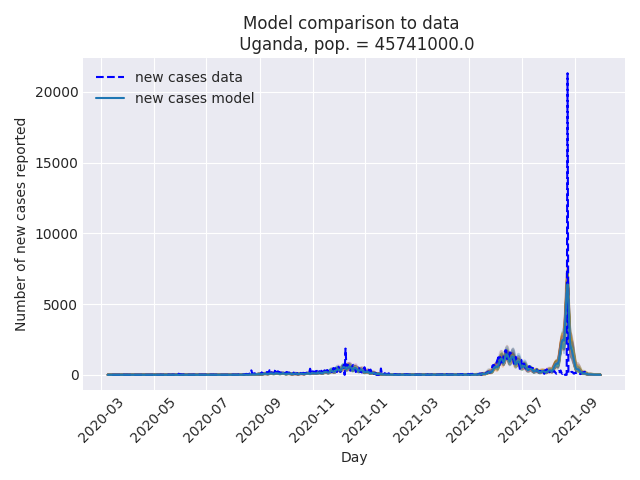 Model comparison to data
Uganda, pop. = 45741000.0
new cases data
new cases model
Number of new cases reported
20000
15000
10000
5000
0
2020-03
2020-05
2020-07
2020-09
2020-11
2021-01
2021-03
2021-05
2021-07
2021-09
Day